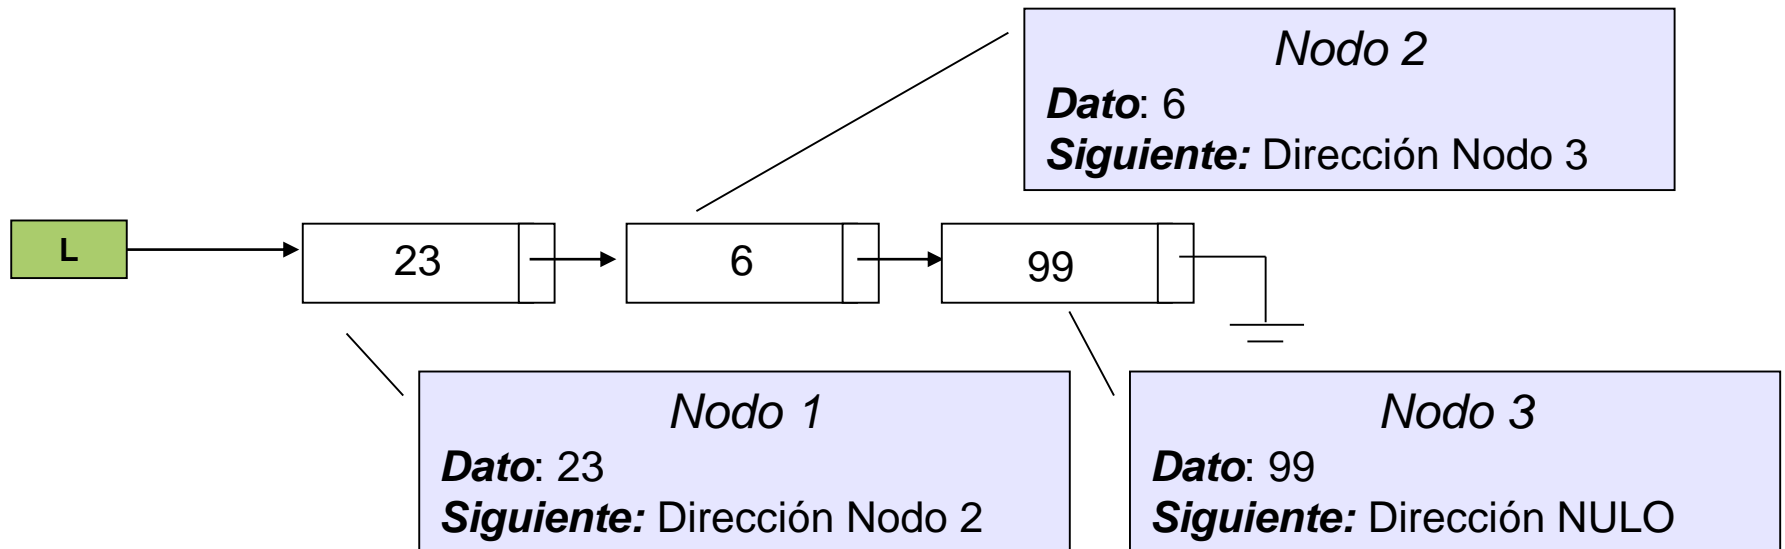 Nodo 2
Dato: 6
Siguiente: Dirección Nodo 3
L
23
6
99
Nodo 1
Dato: 23
Siguiente: Dirección Nodo 2
Nodo 3
Dato: 99
Siguiente: Dirección NULO